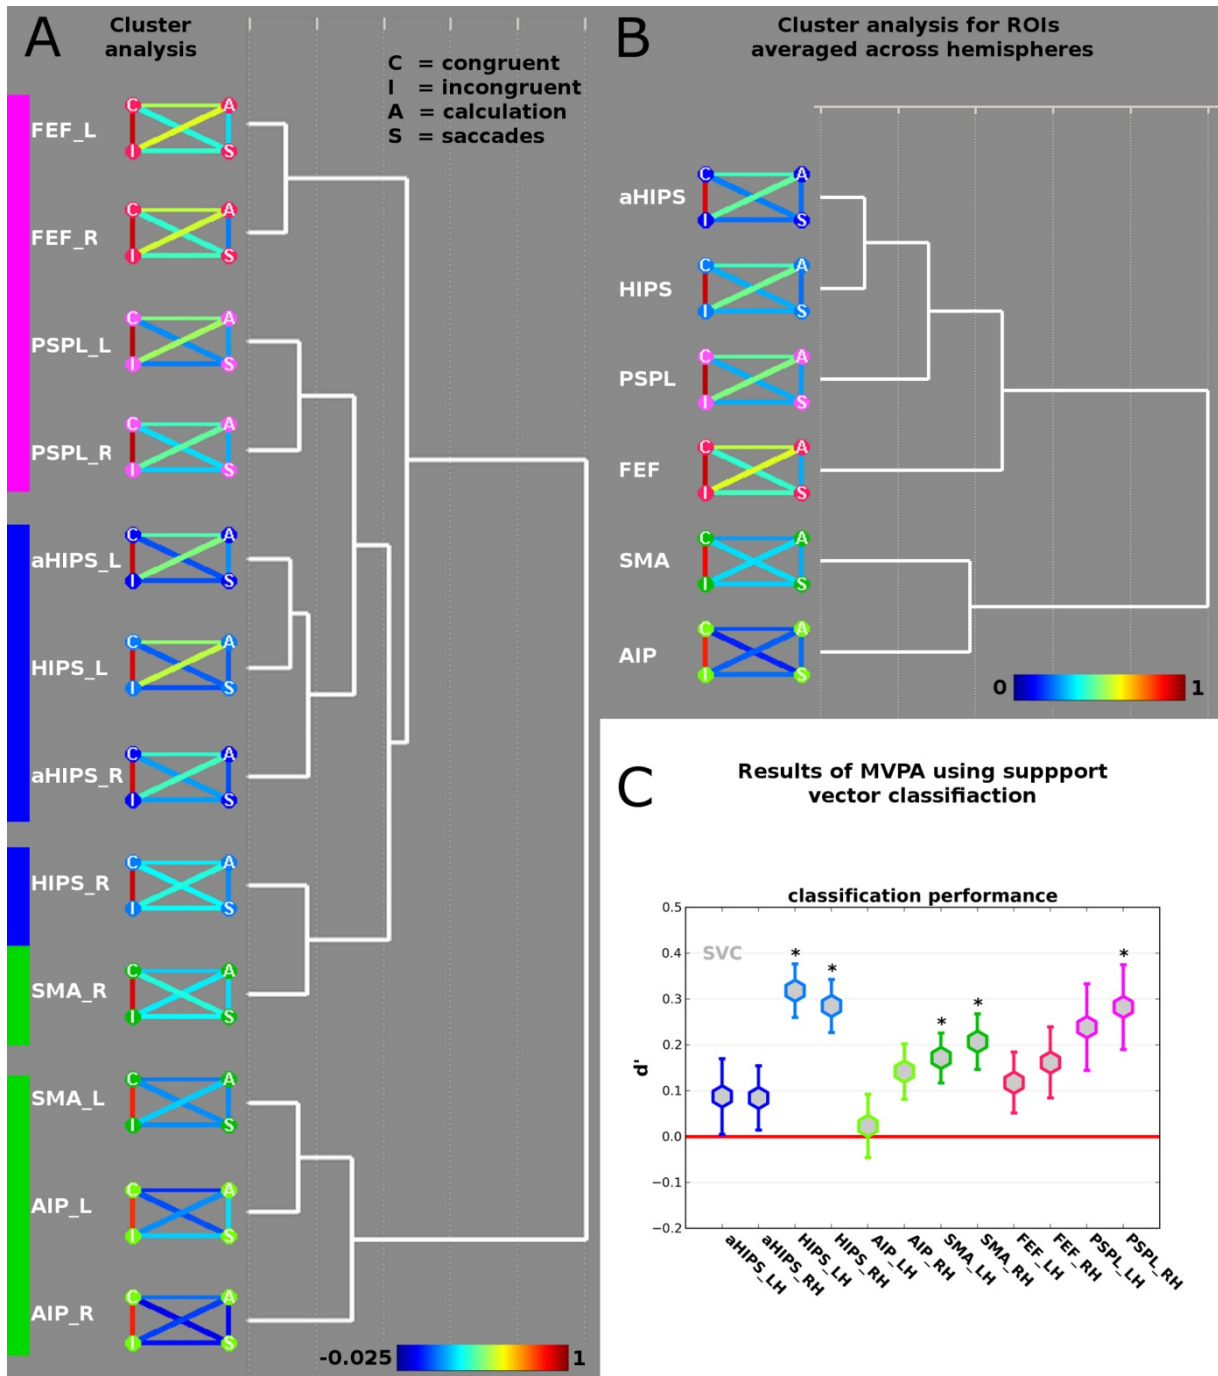 A
Cluster
analysis
C = congruent
I = incongruent
A = calculation
S = saccades
FEF_L
C A
I S
FEF_R
C A
I S
PSPL_L
C A
I S
PSPL_R
C A
I S
aHIPS_L
C A
I S
HIPS_L
C A
I S
aHIPS_R
C A
I S
HIPS_R
C A
I S
SMA_R
C A
I S
SMA_L
C A
I S
AIP_L
C A
I S
AIP_R
C A
I S
-0.025 1
B
Cluster analysis for ROIs
averaged across hemispheres
aHIPS
C A
I S
HIPS
C A
I S
PSPL
C A
I S
FEF
C A
I S
SMA
C A
I S
AIP
C A
I S
0 1
C
Results of MVPA using suppport
vector classifiaction
classification performance
SVC
d'
0.5
0.4
0.3
0.2
0.1
0.0
−0.1
−0.2
* * * * *
aHIPS_LH
aHIPS_RH
HIPS_LH
HIPS_RH
AIP_LH
AIP_RH
SMA_LH
SMA_RH
FEF_LH
FEF_RH
PSPL_LH
PSPL_RH